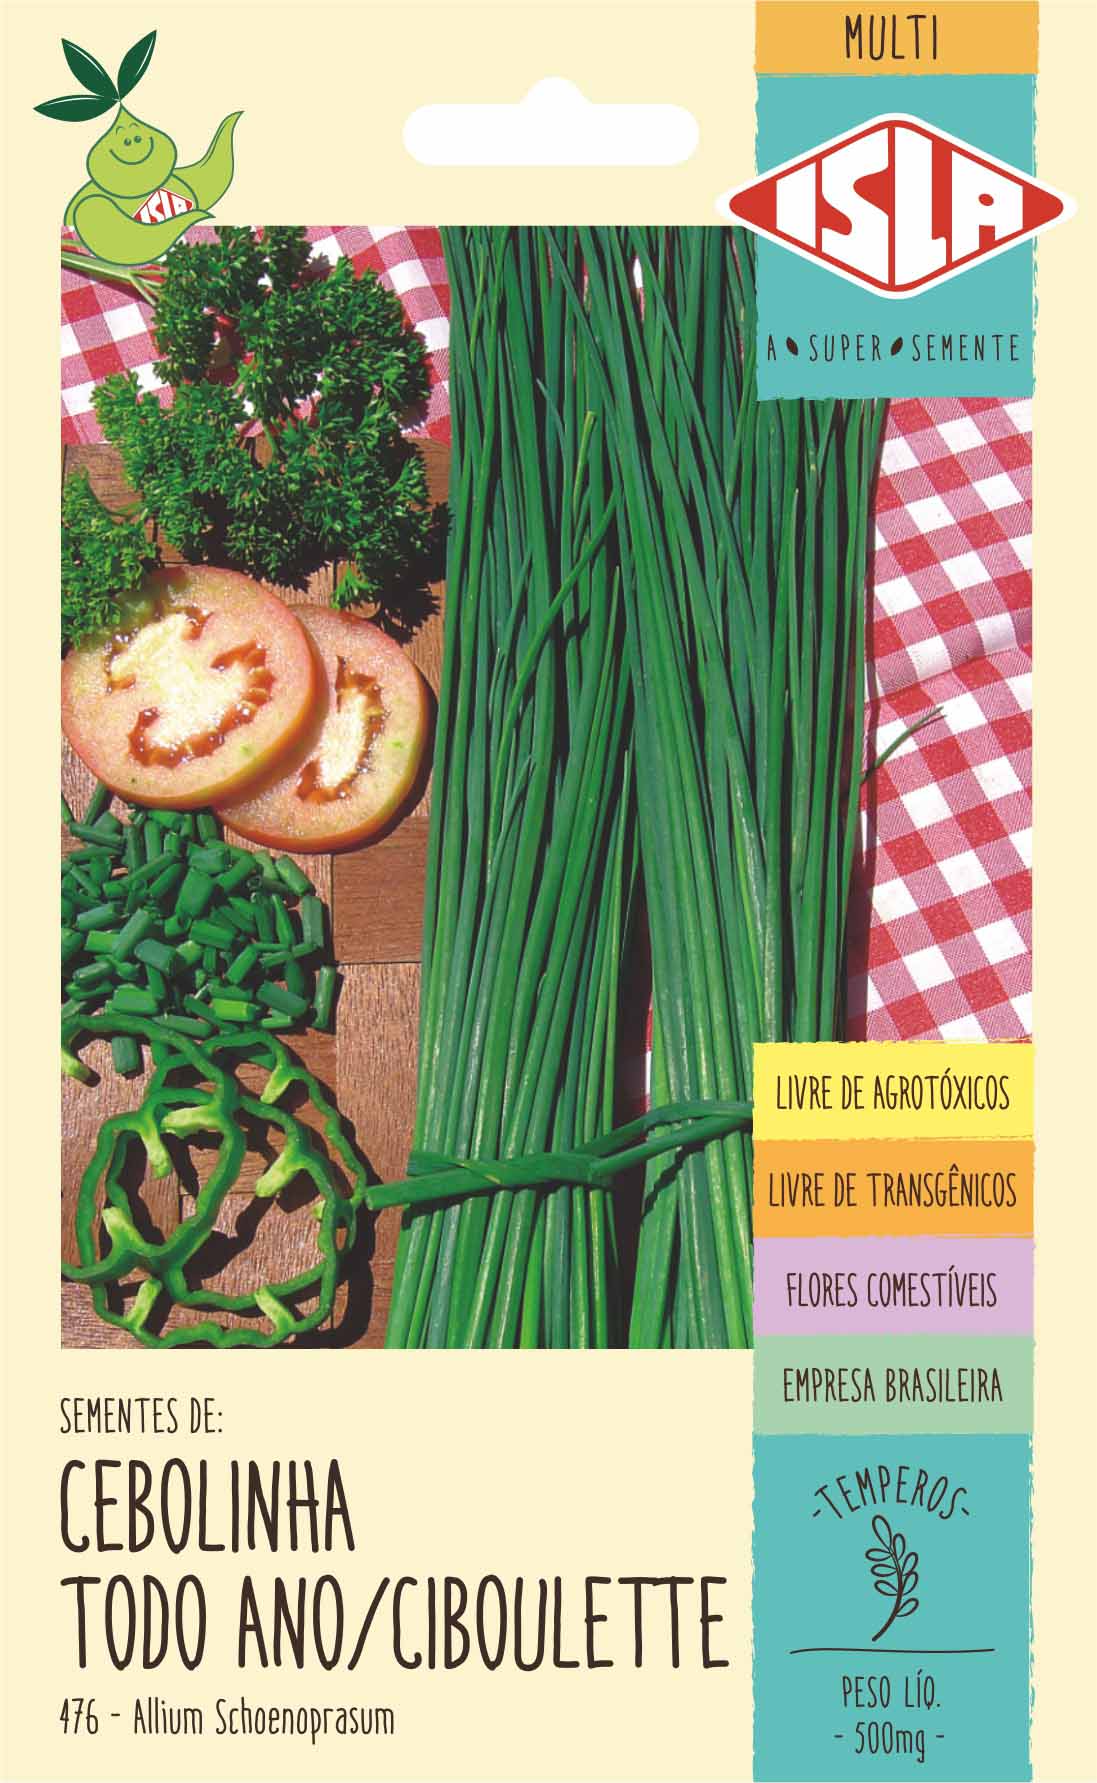 MULTI
ISLA
ISLA
A SUPER SEMENTE
LIVRE DE AGROTÓXICOS
LIVRE DE TRANSGÊNICOS
FLORES COMESTÍVEIS
EMPRESA BRASILEIRA
SEMENTES DE:
CEBOLINHA
TODO ANO/CIBOULETTE
476 - Allium Schoenoprasum
-TEMPEROS-
PESO LÍQ.
- 500mg -